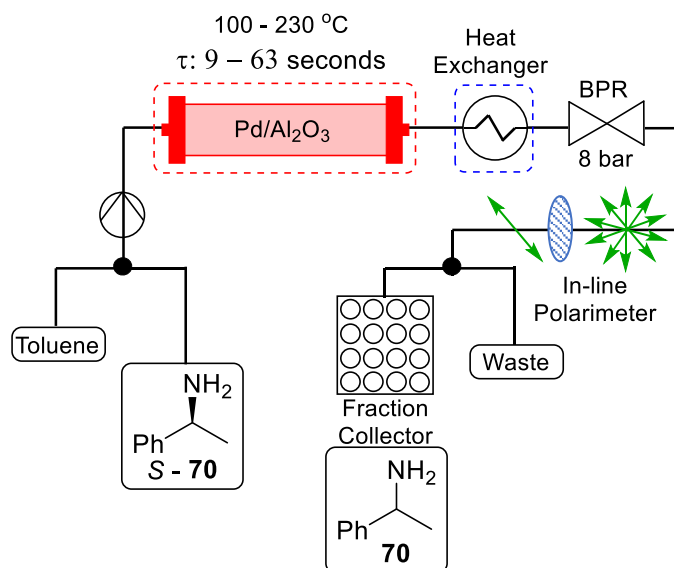 100 - 230 °C
τ: 9 – 63 seconds
Heat
Exchanger
BPR
Pd/Al₂O₃
8 bar
In-line
Polarimeter
Toluene
Waste
NH₂
Ph
S - 70
Fraction
Collector
NH₂
Ph
70